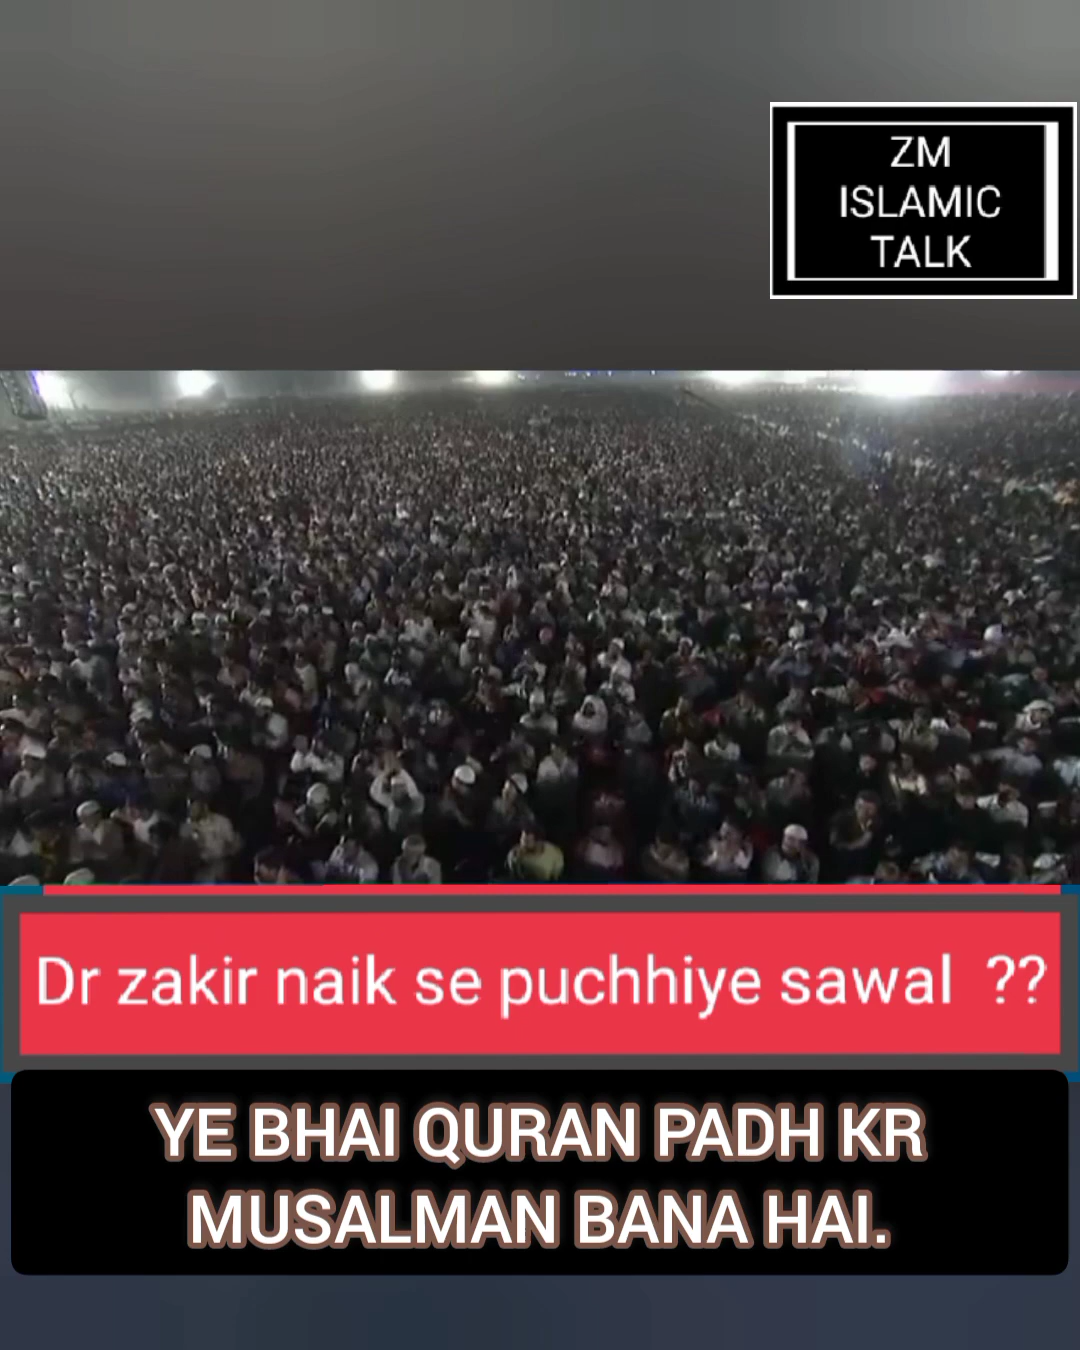 ZM
ISLAMIC
TALK
Dr zakir naik se puchhiye sawal ??
YE BHAI QURAN PADH KR
MUSALMAN BANA HAI.